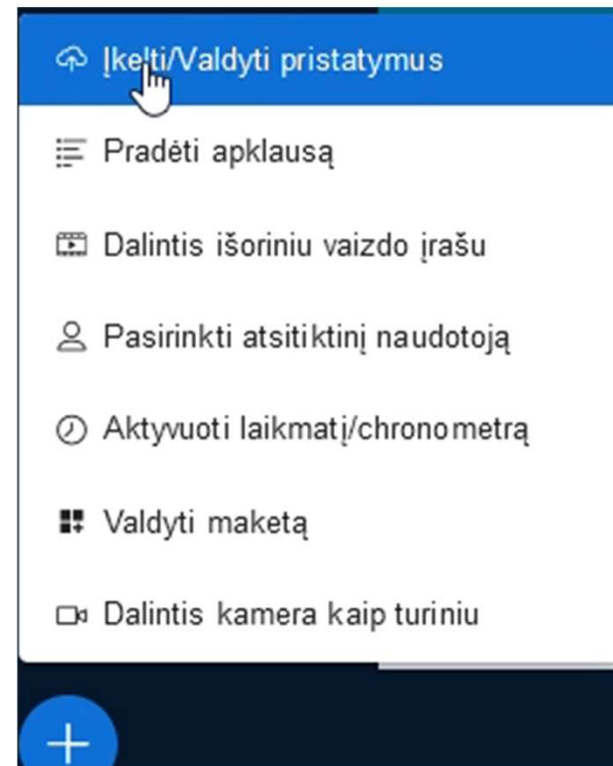 Įkelti/Valdyti pristatymus
Pradėti apklausą
Dalintis išoriniu vaizdo įrašu
Pasirinkti atsitiktinį naudotoją
Aktyvuoti laikmatį/chronometrą
Valdyti maketą
Dalintis kamera kaip turiniu